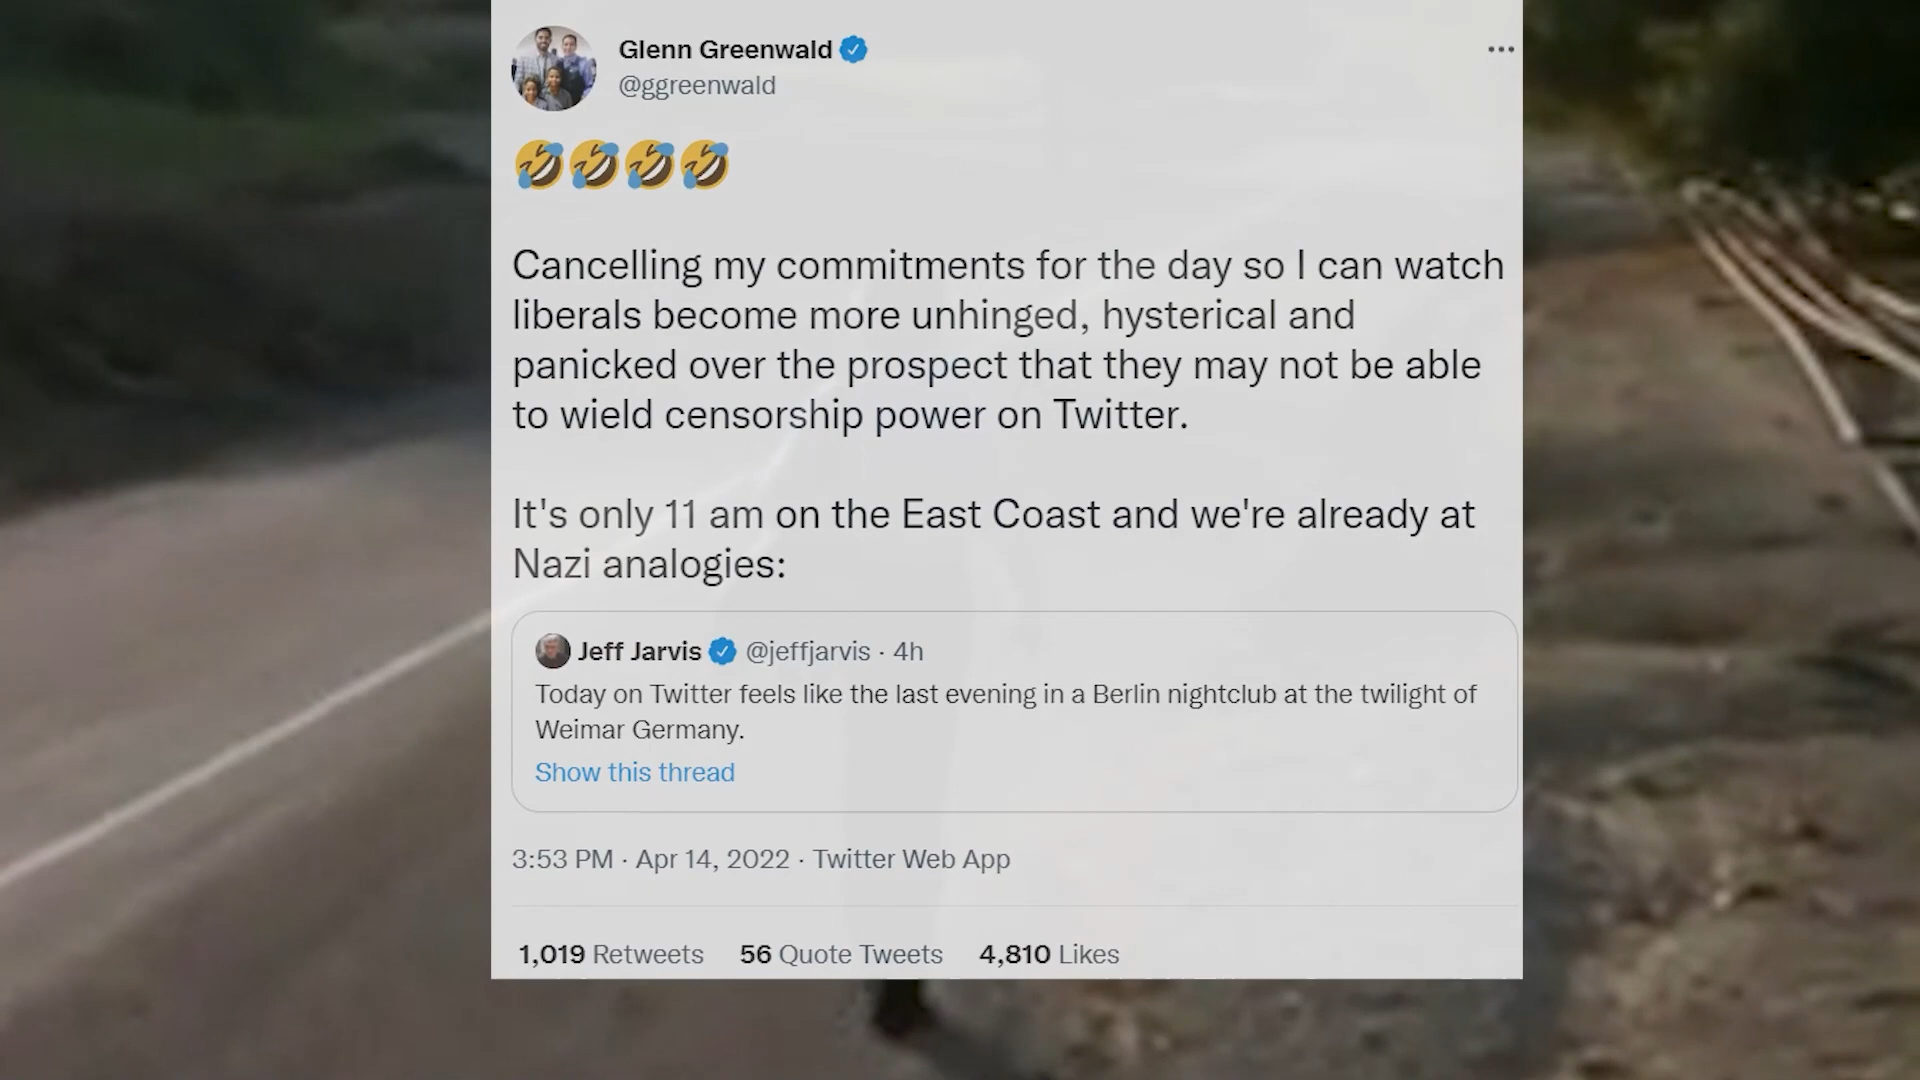 Glenn Greenwald
@ggreenwald
🤣🤣🤣🤣
Cancelling my commitments for the day so I can watch
liberals become more unhinged, hysterical and
panicked over the prospect that they may not be able
to wield censorship power on Twitter.
It's only 11 am on the East Coast and we're already at
Nazi analogies:
Jeff Jarvis @jeffjarvis · 4h
Today on Twitter feels like the last evening in a Berlin nightclub at the twilight of
Weimar Germany.
Show this thread
3:53 PM · Apr 14, 2022 · Twitter Web App
1,019 Retweets 56 Quote Tweets 4,810 Likes